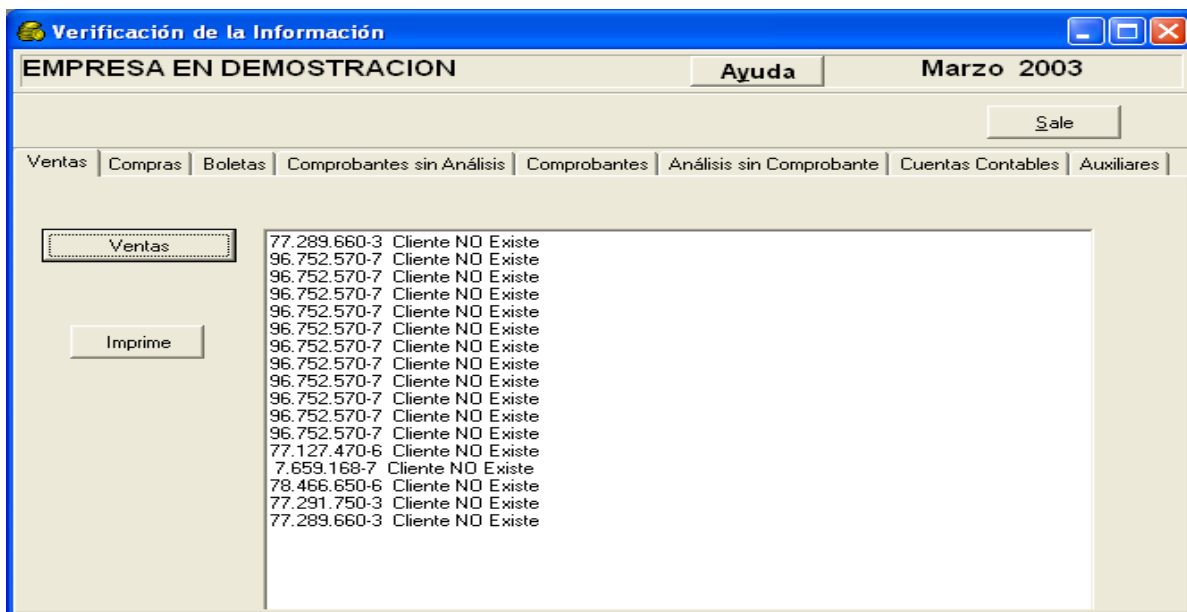 Verificación de la Información
EMPRESA EN DEMOSTRACION Ayuda Marzo 2003
Sale
Ventas Compras Boletas Comprobantes sin Análisis Comprobantes Análisis sin Comprobante Cuentas Contables Auxiliares
Ventas
Imprime
77.289.660-3 Cliente NO Existe
96.752.570-7 Cliente NO Existe
96.752.570-7 Cliente NO Existe
96.752.570-7 Cliente NO Existe
96.752.570-7 Cliente NO Existe
96.752.570-7 Cliente NO Existe
96.752.570-7 Cliente NO Existe
96.752.570-7 Cliente NO Existe
96.752.570-7 Cliente NO Existe
96.752.570-7 Cliente NO Existe
96.752.570-7 Cliente NO Existe
96.752.570-7 Cliente NO Existe
77.127.470-6 Cliente NO Existe
7.659.168-7 Cliente NO Existe
78.466.650-6 Cliente NO Existe
77.291.750-3 Cliente NO Existe
77.289.660-3 Cliente NO Existe